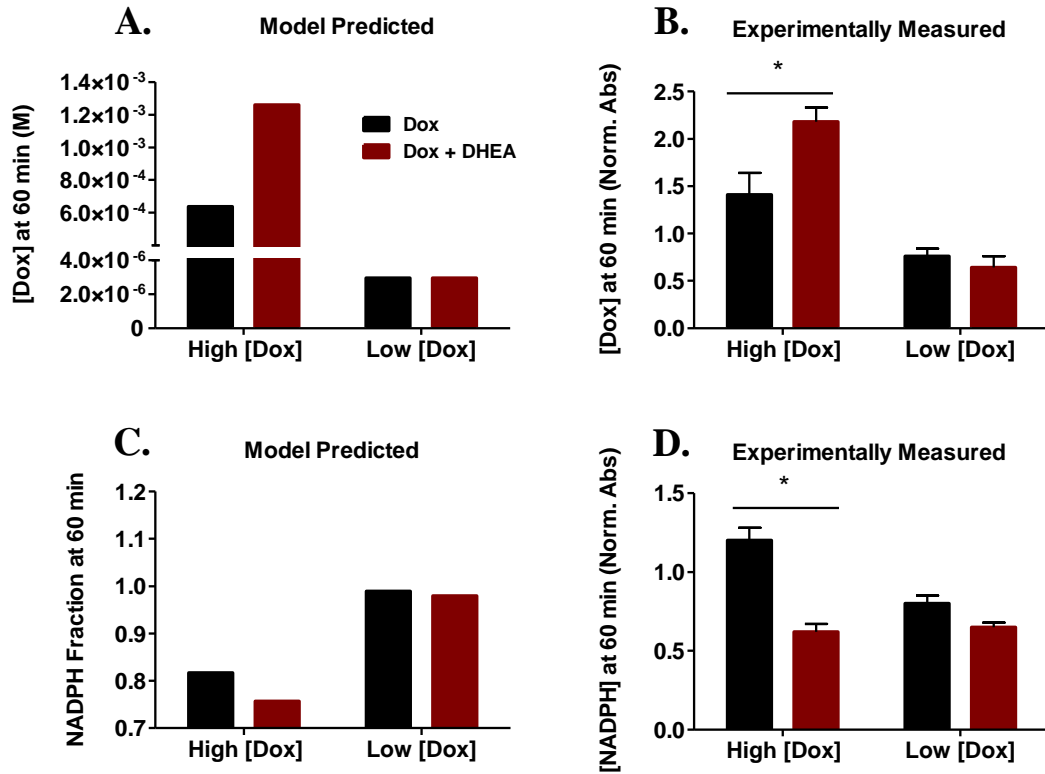 A.
Model Predicted
[Dox] at 60 min (M)
1.4×10⁻³
1.2×10⁻³
1.0×10⁻³
8.0×10⁻⁴
6.0×10⁻⁴
4.0×10⁻⁶
2.0×10⁻⁶
0
Dox
Dox + DHEA
High [Dox]
Low [Dox]
B.
Experimentally Measured
[Dox] at 60 min (Norm. Abs)
*
2.5
2.0
1.5
1.0
0.5
0.0
High [Dox]
Low [Dox]
C.
Model Predicted
NADPH Fraction at 60 min
1.2
1.1
1.0
0.9
0.8
0.7
High [Dox]
Low [Dox]
D.
Experimentally Measured
[NADPH] at 60 min (Norm. Abs)
*
1.5
1.0
0.5
0.0
High [Dox]
Low [Dox]